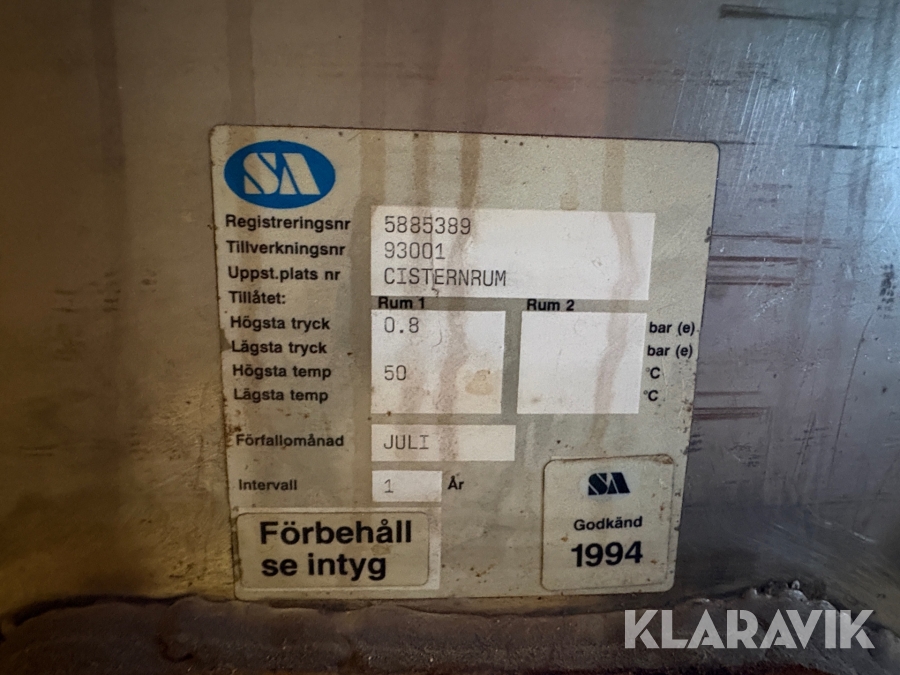 SA
Registreringsnr 5885389
Tillverkningsnr 93001
Uppst.plats nr CISTERNRUM
Tillåtet: Rum 1 Rum 2
Högsta tryck 0.8 bar (e)
Lägsta tryck bar (e)
Högsta temp 50 °C
Lägsta temp °C
Förfallomånad JULI
Intervall 1 År
Förbehåll
se intyg
SA
Godkänd
1994
KLARAVIK